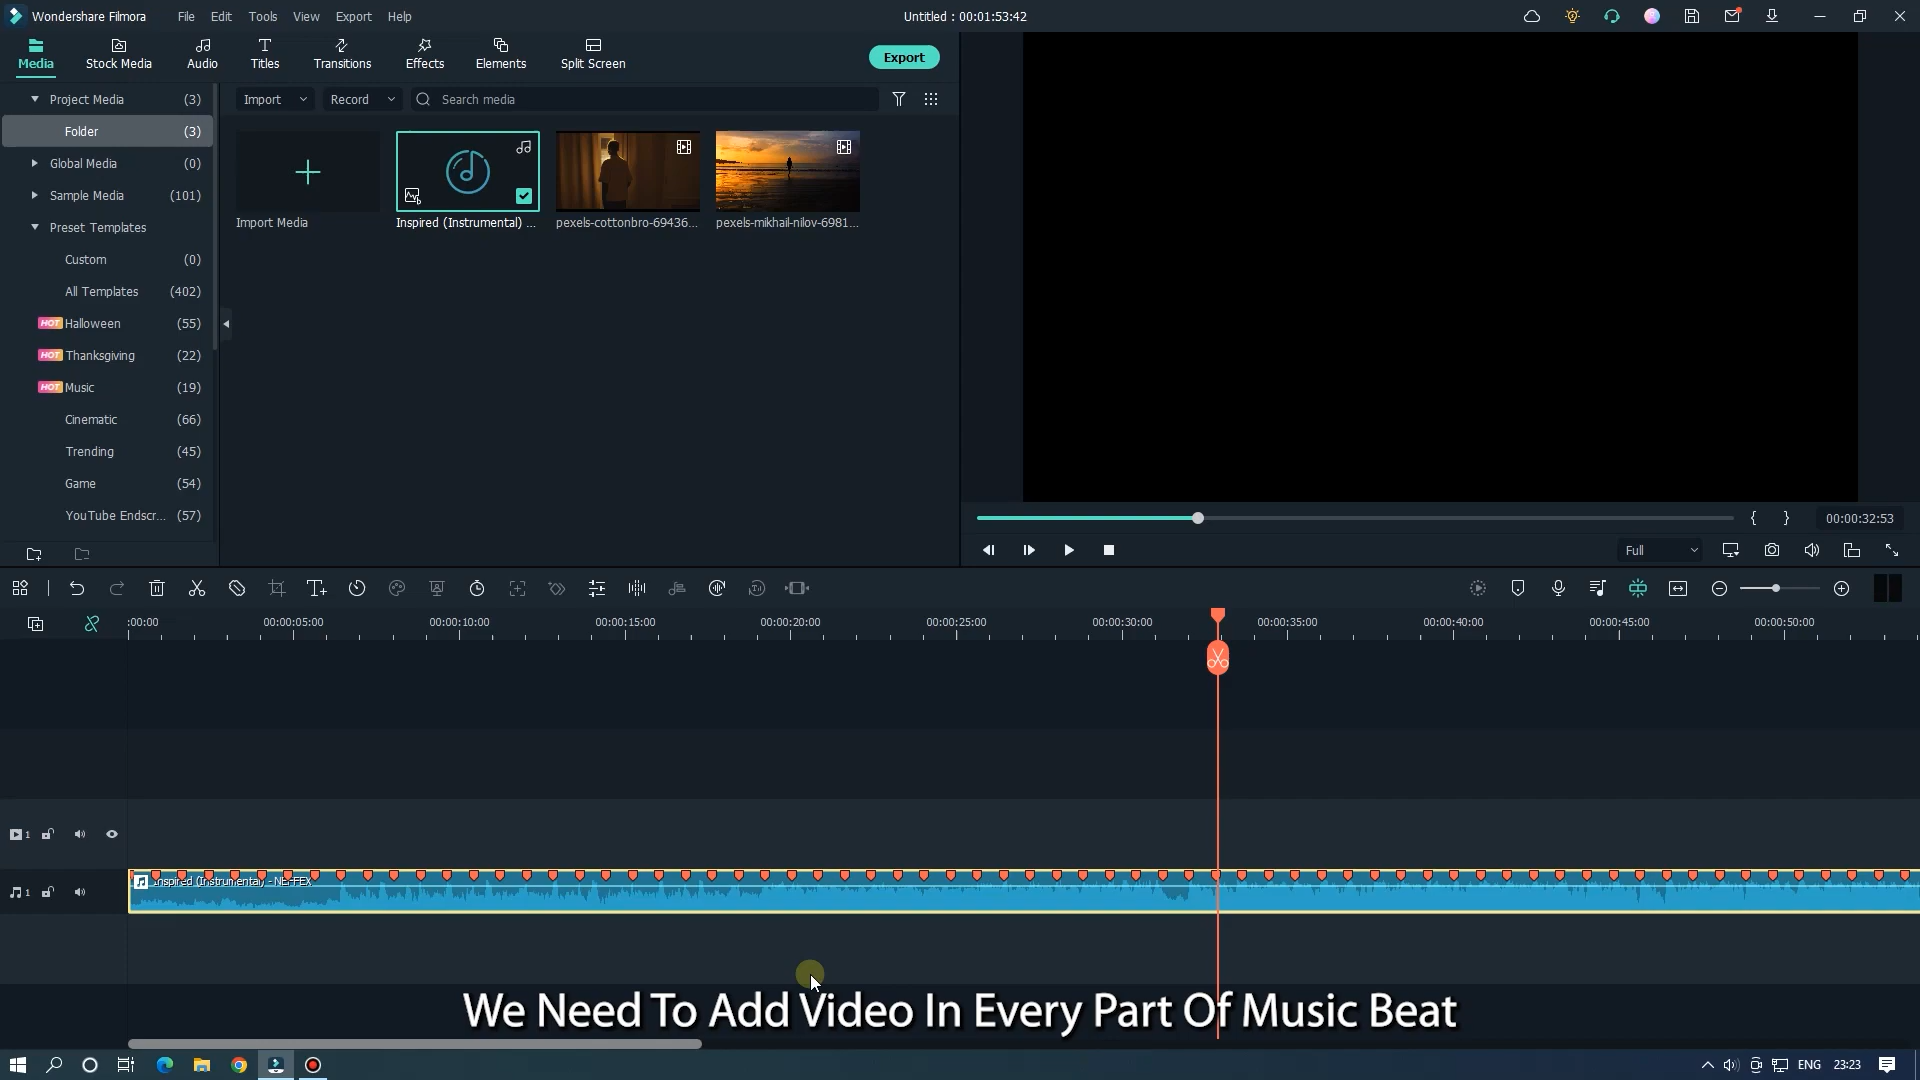 Wondershare Filmora
File Edit Tools View Export Help
Untitled : 00:01:53:42
Media Stock Media Audio Titles Transitions Effects Elements Split Screen
Export
Project Media (3)
Folder (3)
Global Media (0)
Sample Media (101)
Preset Templates
Custom (0)
All Templates (402)
HOT Halloween (55)
HOT Thanksgiving (22)
HOT Music (19)
Cinematic (66)
Trending (45)
Game (54)
YouTube Endscr... (57)
Import Record Search media
Import Media
Inspired (Instrumental) ...
pexels-cottonbro-69436...
pexels-mikhail-nilov-6981...
{ } 00:00:32:53
Full
:00:00 00:00:05:00 00:00:10:00 00:00:15:00 00:00:20:00 00:00:25:00 00:00:30:00 00:00:35:00 00:00:40:00 00:00:45:00 00:00:50:00
1
1
Inspired (Instrumental) - NEFFEX
We Need To Add Video In Every Part Of Music Beat
ENG 23:23